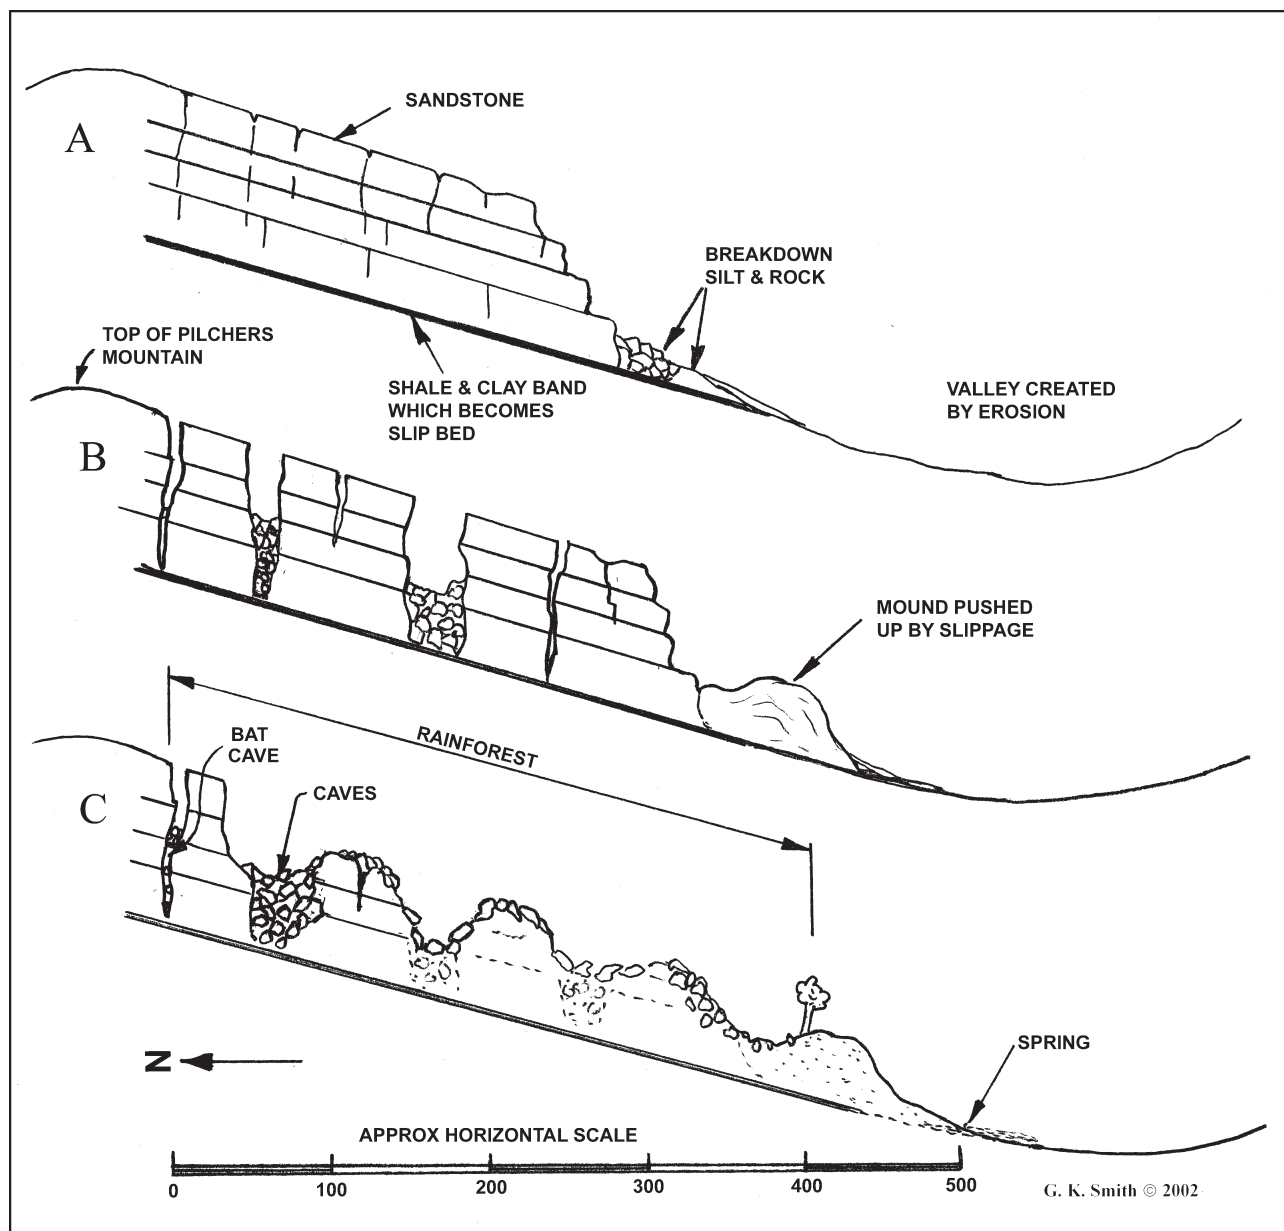 SANDSTONE
A
BREAKDOWN
SILT & ROCK
TOP OF PILCHERS
MOUNTAIN
SHALE & CLAY BAND
WHICH BECOMES
SLIP BED
VALLEY CREATED
BY EROSION
B
MOUND PUSHED
UP BY SLIPPAGE
RAINFOREST
BAT
CAVE
CAVES
C
N
SPRING
APPROX HORIZONTAL SCALE
0 100 200 300 400 500
G. K. Smith © 2002